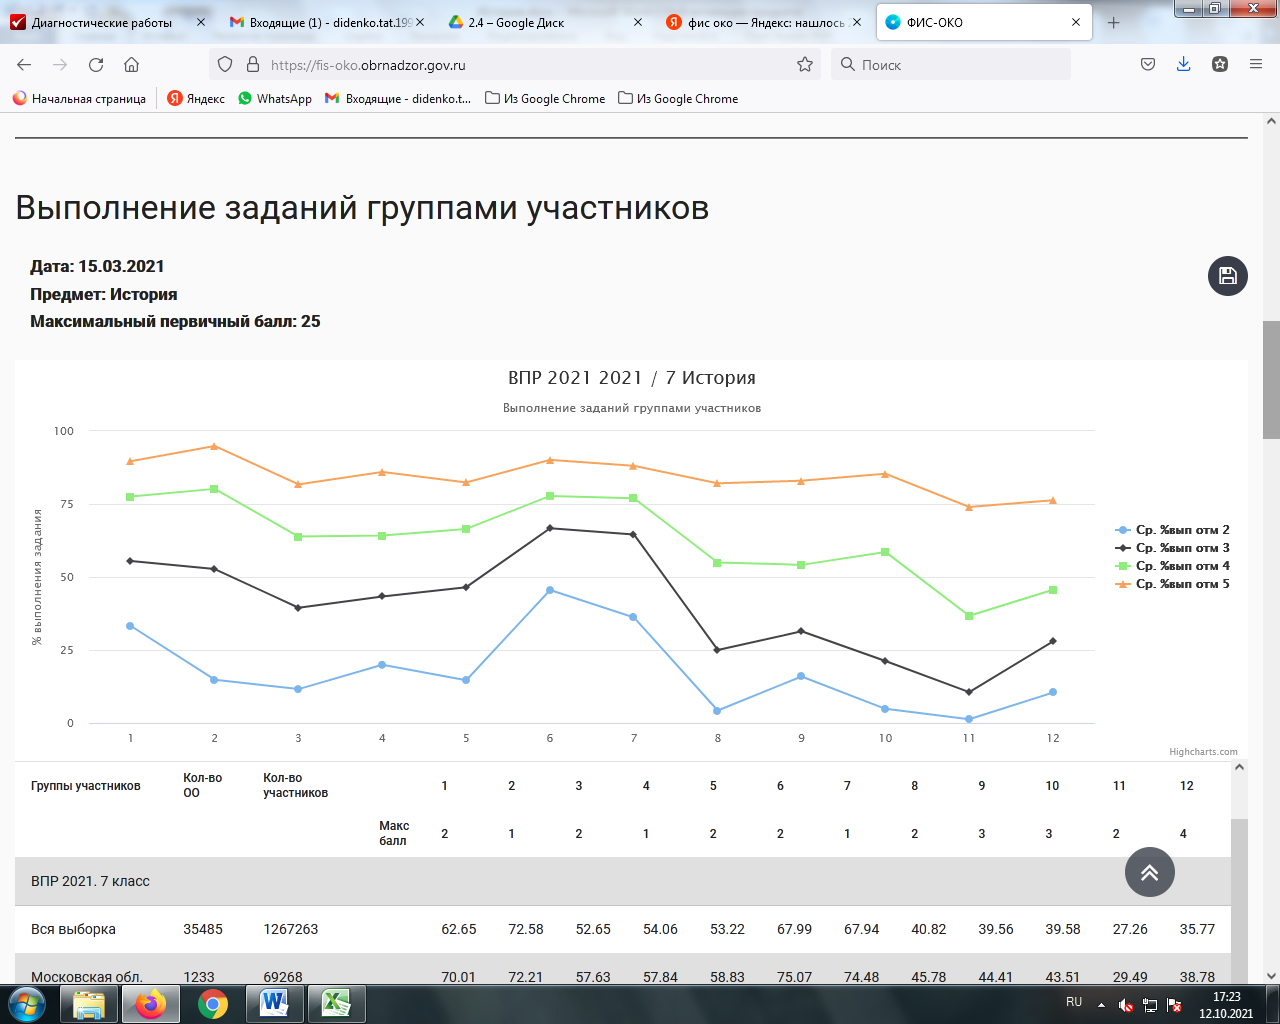 Диагностические работы
Входящие (1) - didenko.tat.199
2.4 – Google Диск
фис око — Яндекс: нашлось
ФИС-ОКО
https://fis-oko.obrnadzor.gov.ru
Поиск
Начальная страница
Яндекс
WhatsApp
Входящие - didenko.t...
Из Google Chrome
Из Google Chrome
Выполнение заданий группами участников
Дата: 15.03.2021
Предмет: История
Максимальный первичный балл: 25
ВПР 2021 2021 / 7 История
Выполнение заданий группами участников
% выполнения задания
100
75
50
25
0
1 2 3 4 5 6 7 8 9 10 11 12
Ср. %вып отм 2
Ср. %вып отм 3
Ср. %вып отм 4
Ср. %вып отм 5
Highcharts.com
Группы участников Кол-во ОО Кол-во участников 1 2 3 4 5 6 7 8 9 10 11 12
Макс балл 2 1 2 1 2 2 1 2 3 3 2 4
ВПР 2021. 7 класс
Вся выборка 35485 1267263 62.65 72.58 52.65 54.06 53.22 67.99 67.94 40.82 39.56 39.58 27.26 35.77
Московская обл. 1233 69268 70.01 72.21 57.63 57.84 58.83 75.07 74.48 45.78 44.41 43.51 29.49 38.78
RU
17:23
12.10.2021